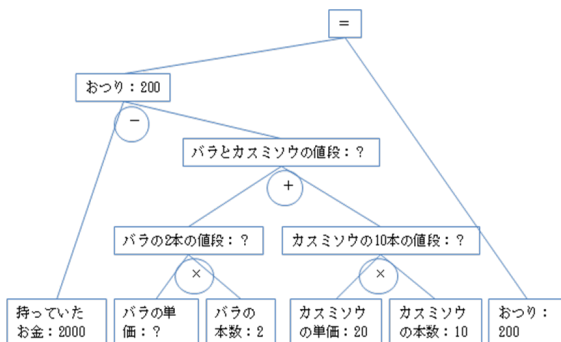 =
おつり：200
−
バラとカスミソウの値段：？
+
バラの2本の値段：？
カスミソウの10本の値段：？
×
×
持っていた
お金：2000
バラの単
価：？
バラの
本数：2
カスミソウ
の単価：20
カスミソウ
の本数：10
おつり：
200